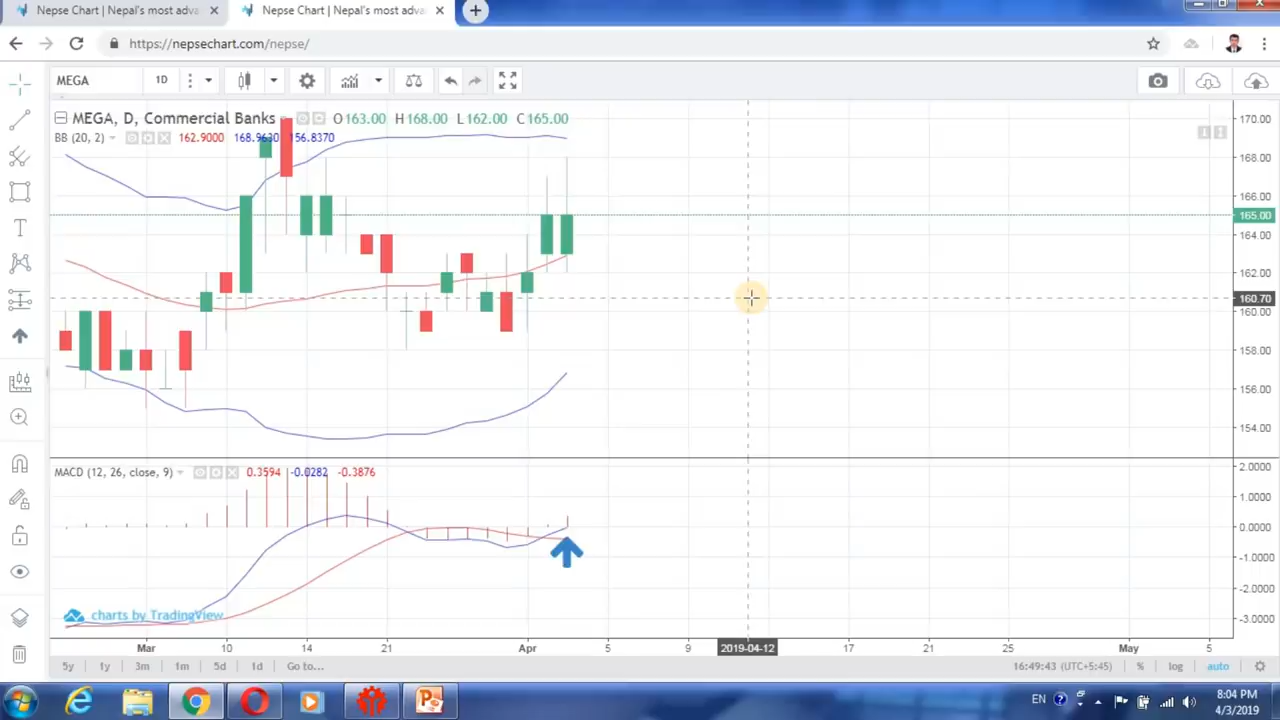 Nepse Chart | Nepal's most adva
Nepse Chart | Nepal's most adva
https://nepsechart.com/nepse/
MEGA
1D
MEGA, D, Commercial Banks
O163.00 H168.00 L162.00 C165.00
BB (20, 2)
162.9000 168.9630 156.8370
170.00
168.00
166.00
165.00
164.00
162.00
160.70
160.00
158.00
156.00
154.00
MACD (12, 26, close, 9)
0.3594 -0.0282 -0.3876
2.0000
1.0000
0.0000
-1.0000
-2.0000
-3.0000
charts by TradingView
Mar 10 14 21 Apr 5 9 2019-04-12 17 21 25 May 5
5y 1y 3m 1m 5d 1d Go to...
16:49:43 (UTC+5:45) % log auto
EN
8:04 PM
4/3/2019